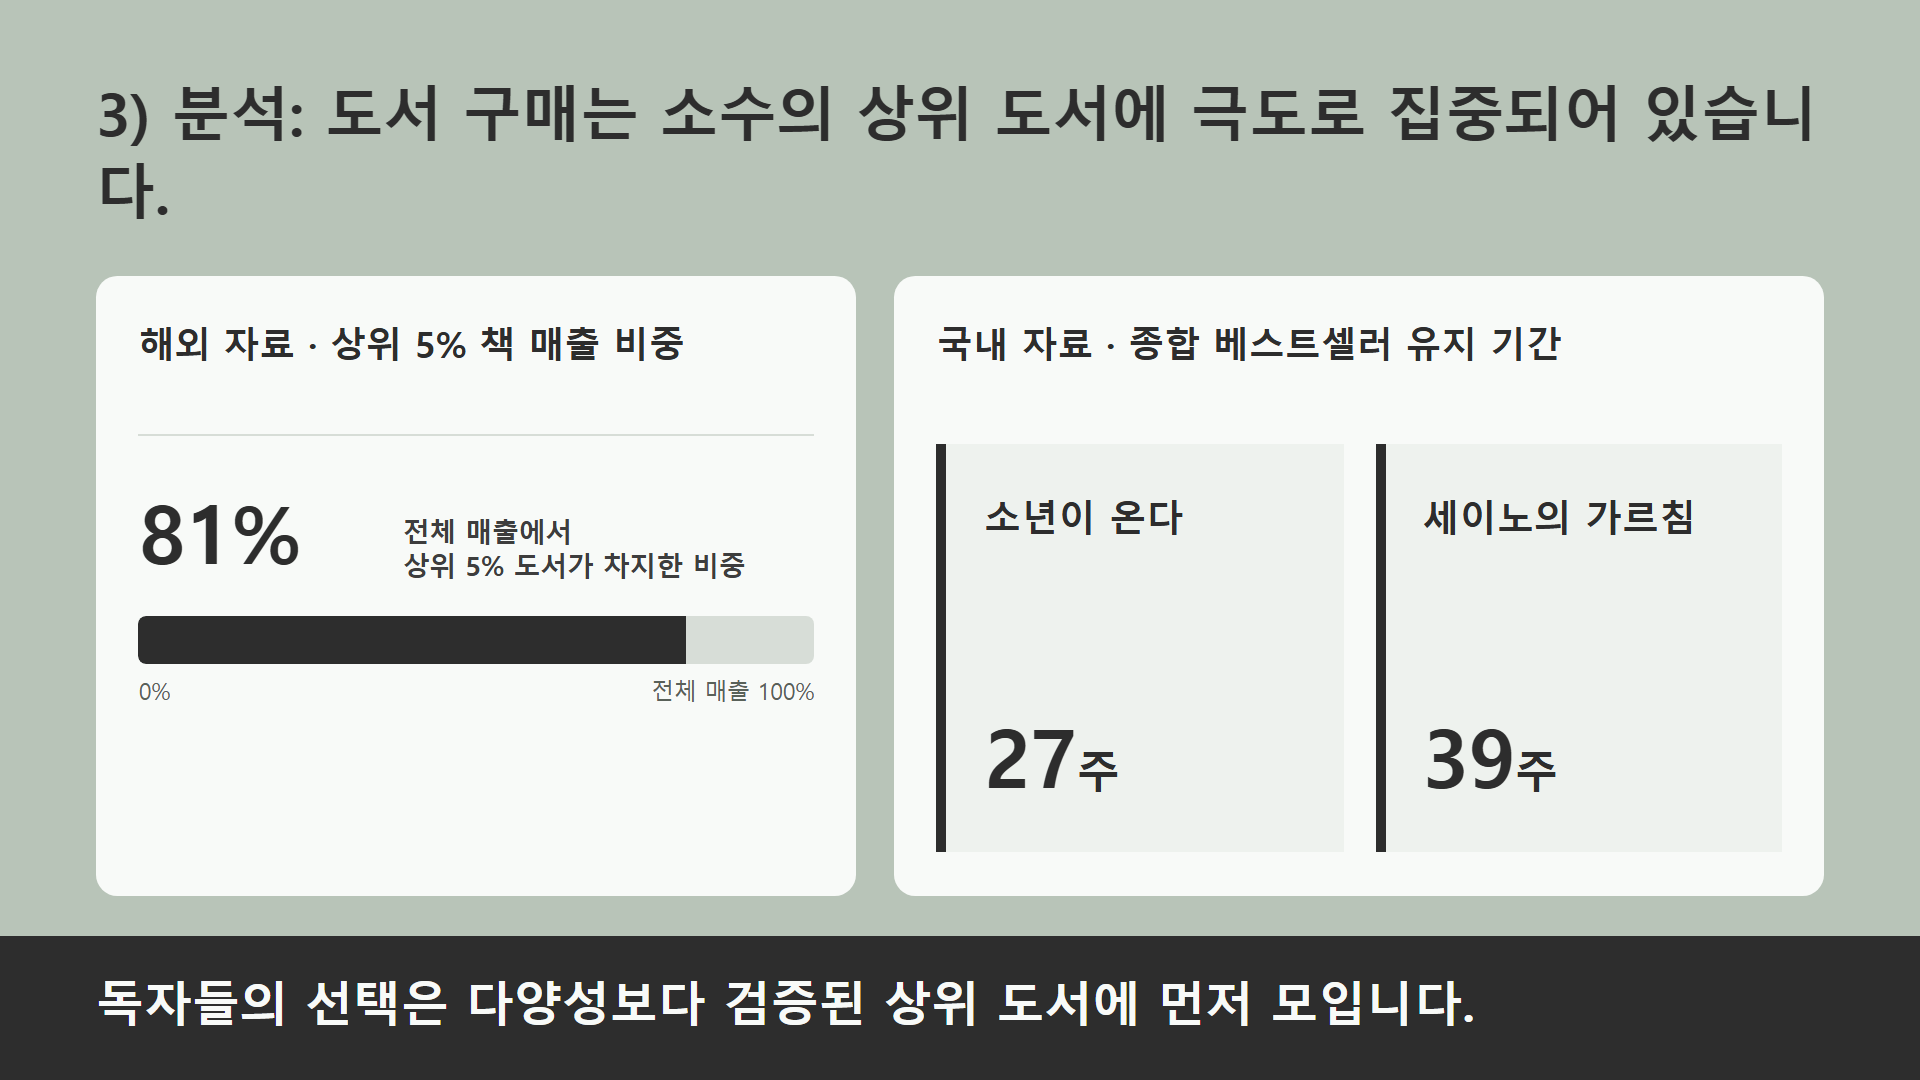 3) 분석: 도서 구매는 소수의 상위 도서에 극도로 집중되어 있습니
다.
해외 자료 · 상위 5% 책 매출 비중
81%
전체 매출에서
상위 5% 도서가 차지한 비중
0%
전체 매출 100%
국내 자료 · 종합 베스트셀러 유지 기간
소년이 온다
27주
세이노의 가르침
39주
독자들의 선택은 다양성보다 검증된 상위 도서에 먼저 모입니다.